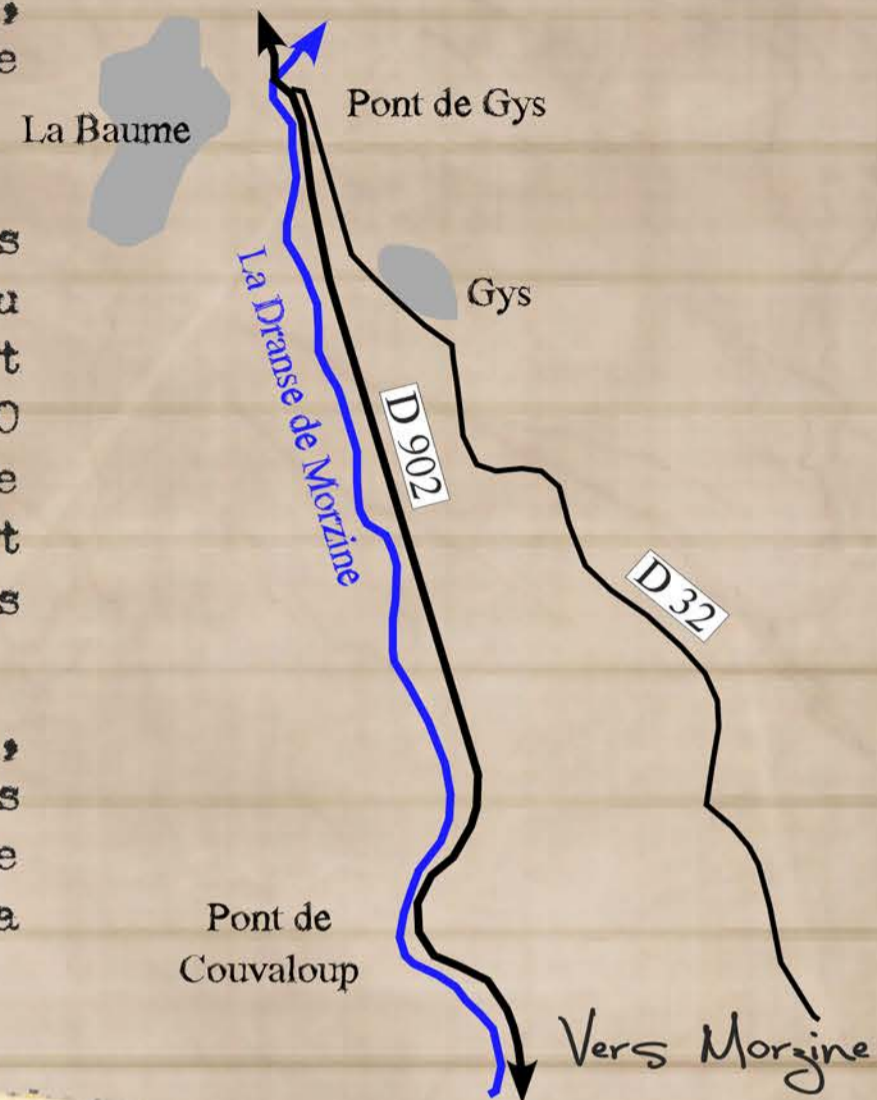 ,
e
La Baume
Pont de Gys
s
u
t
O
e
t
s
Gys
La Dranse de Morzine
D 902
D 32
,
s
e
a
Pont de
Couvaloup
Vers Morzine